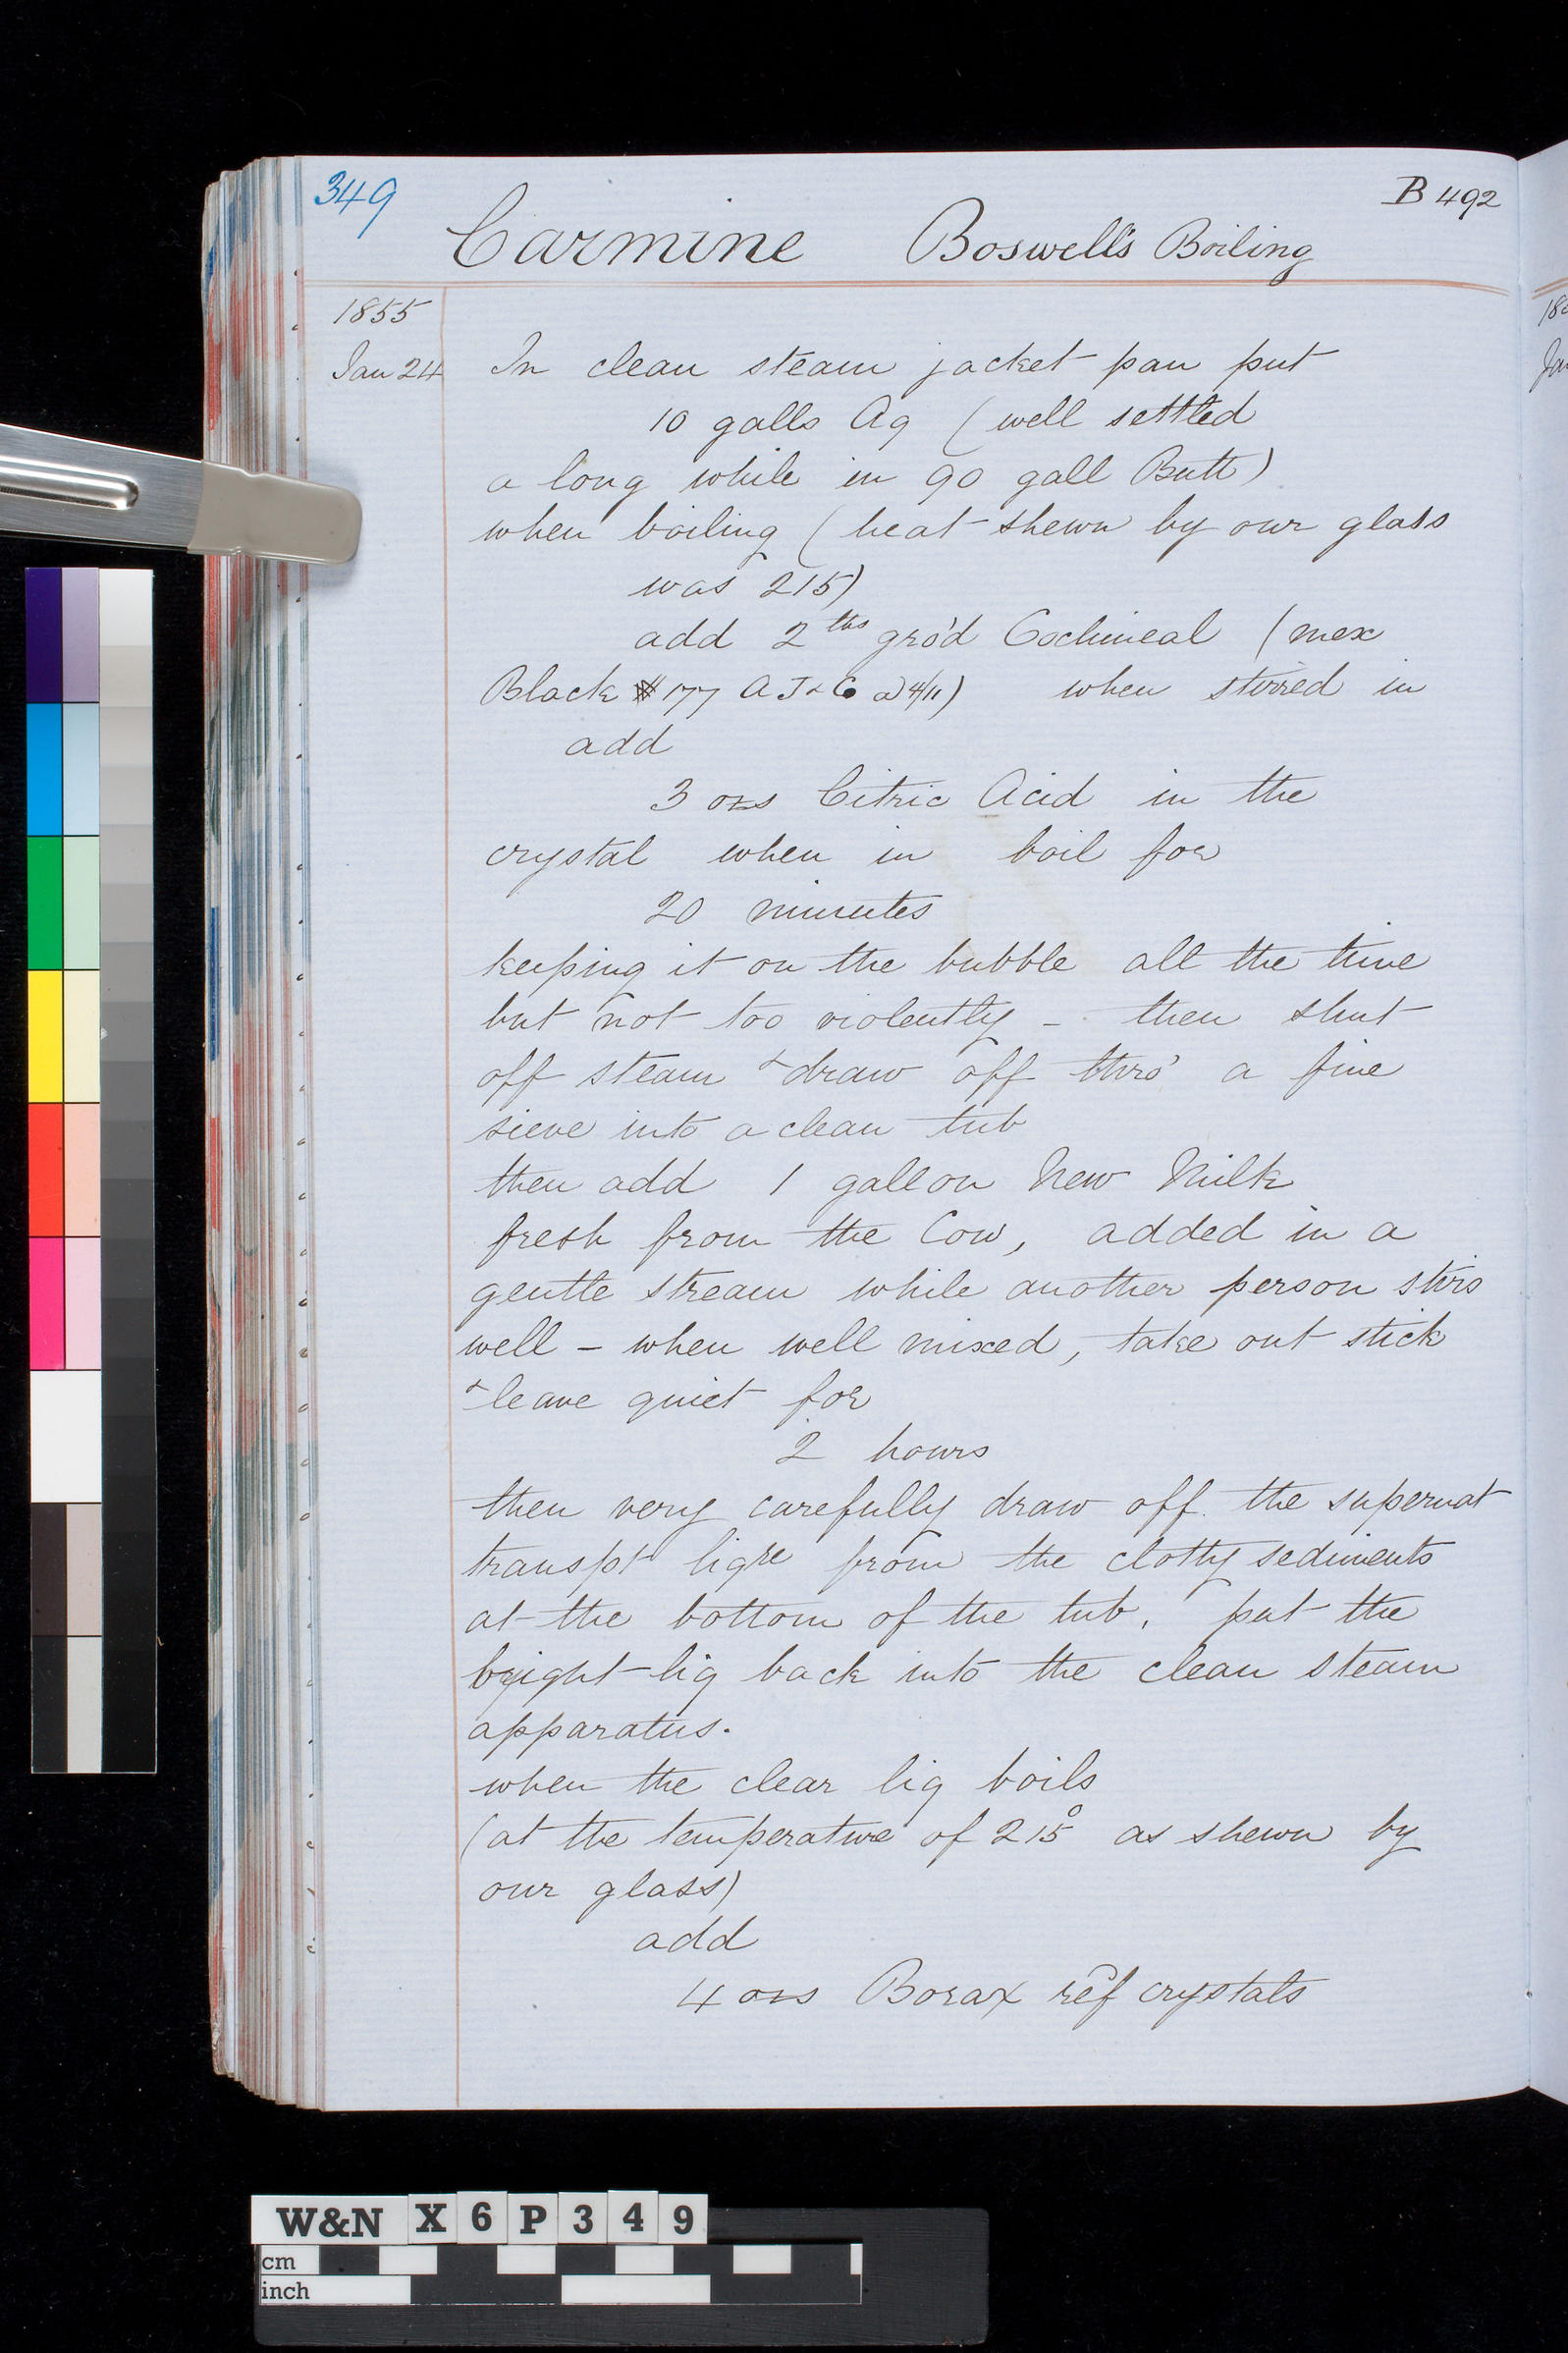 349
B 492
Carmine Boswell's Boiling
1855
Jan 24 In clean steam jacket pan put
10 galls Aq (well settled
a long while in 90 gall Butt)
when boiling (heat shewn by our glass
was 215)
add 2 lbs gro'd Cochineal (mex
Black # 177 A J & Co @ 4/11) when stirred in
add
3 ozs Citric Acid in the
crystal when in boil for
20 minutes
keeping it on the bubble all the time
but not too violently - then shut
off steam & draw off thro' a fine
sieve into a clean tub
then add 1 gallon New Milk
fresh from the Cow, added in a
gentle stream while another person stirs
well - when well mixed, take out stick
& leave quiet for
2 hours
then very carefully draw off the supernat
transpt liqre from the clotty sediments
at the bottom of the tub, put the
bright liq back into the clean steam
apparatus.
when the clear liq boils
(at the temperature of 215° as shewn by
our glass)
add
4 ozs Borax ref crystals
18
Ja
W&N X 6 P 3 4 9
cm
inch